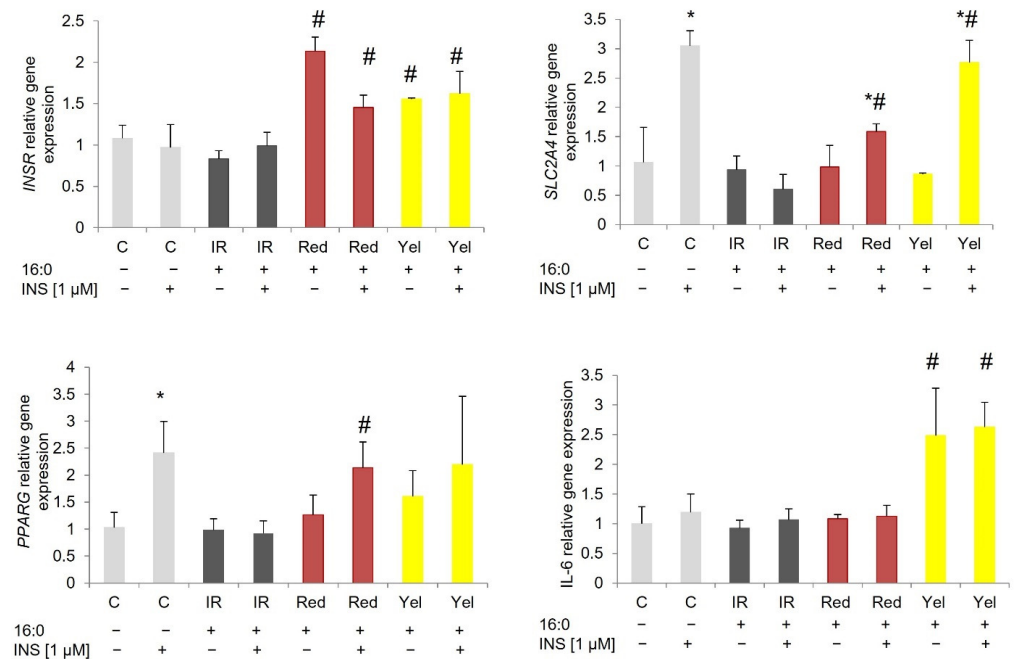 INSR relative gene
expression
2.5
2
1.5
1
0.5
0
#
#
#
#
C C IR IR Red Red Yel Yel
16:0 – – + + + + + +
INS [1 µM] – + – + – + – +
SLC2A4 relative gene
expression
3.5
3
2.5
2
1.5
1
0.5
0
*
*#
*#
C C IR IR Red Red Yel Yel
16:0 – – + + + + + +
INS [1 µM] – + – + – + – +
PPARG relative gene
expression
4
3.5
3
2.5
2
1.5
1
0.5
0
*
#
C C IR IR Red Red Yel Yel
16:0 – – + + + + + +
INS [1 µM] – + – + – + – +
IL-6 relative gene expression
3.5
3
2.5
2
1.5
1
0.5
0
#
#
C C IR IR Red Red Yel Yel
16:0 – – + + + + + +
INS [1 µM] – + – + – + – +